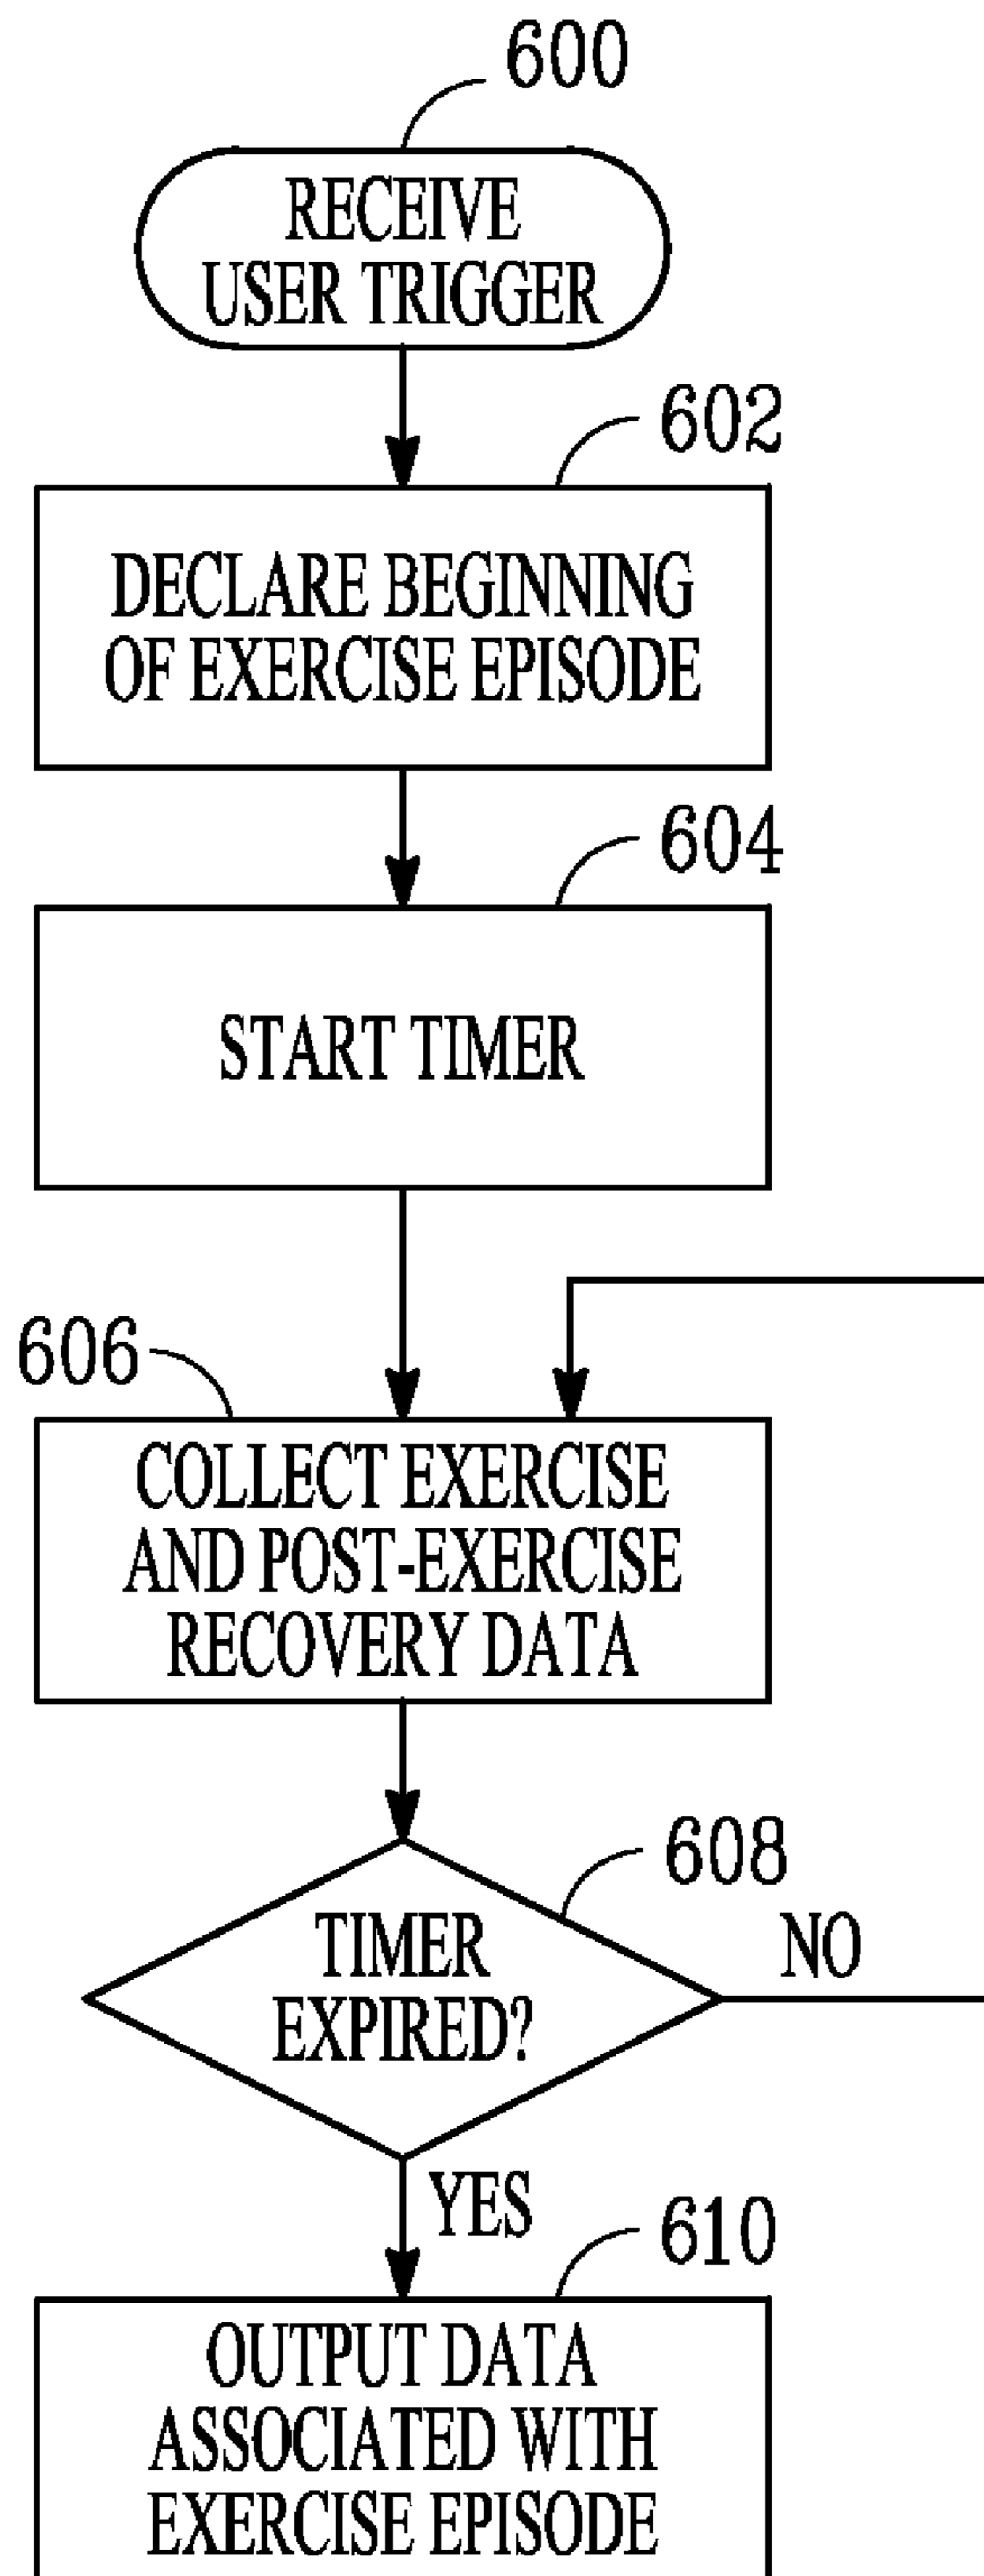 600
RECEIVE
USER TRIGGER
602
DECLARE BEGINNING
OF EXERCISE EPISODE
604
START TIMER
606
COLLECT EXERCISE
AND POST-EXERCISE
RECOVERY DATA
608
TIMER
EXPIRED?
NO
YES
610
OUTPUT DATA
ASSOCIATED WITH
EXERCISE EPISODE